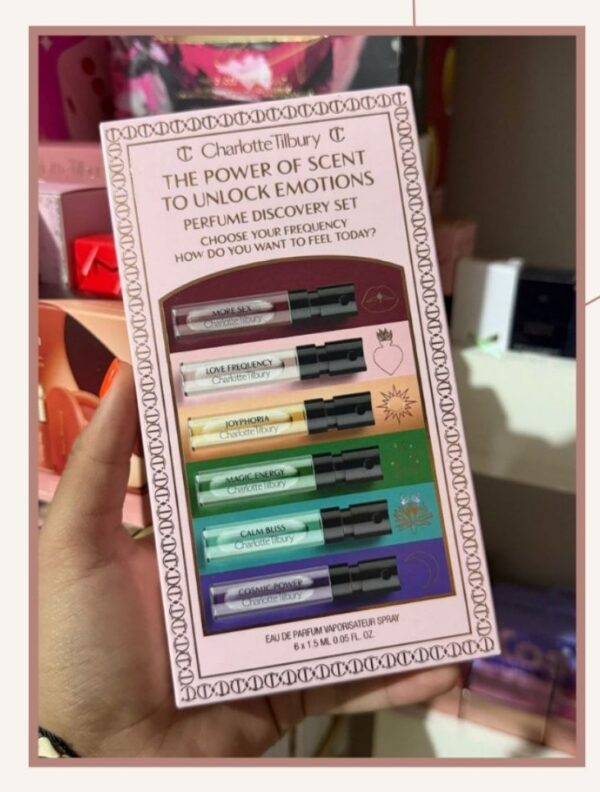 Charlotte Tilbury
THE POWER OF SCENT
TO UNLOCK EMOTIONS
PERFUME DISCOVERY SET
CHOOSE YOUR FREQUENCY
HOW DO YOU WANT TO FEEL TODAY?
MORE SEX
Charlotte Tilbury
LOVE FREQUENCY
Charlotte Tilbury
JOYPHORIA
Charlotte Tilbury
MAGIC ENERGY
Charlotte Tilbury
CALM BLISS
Charlotte Tilbury
COSMIC POWER
Charlotte Tilbury
EAU DE PARFUM VAPORISATEUR SPRAY
6 x 1.5 ML 0.05 FL. OZ.